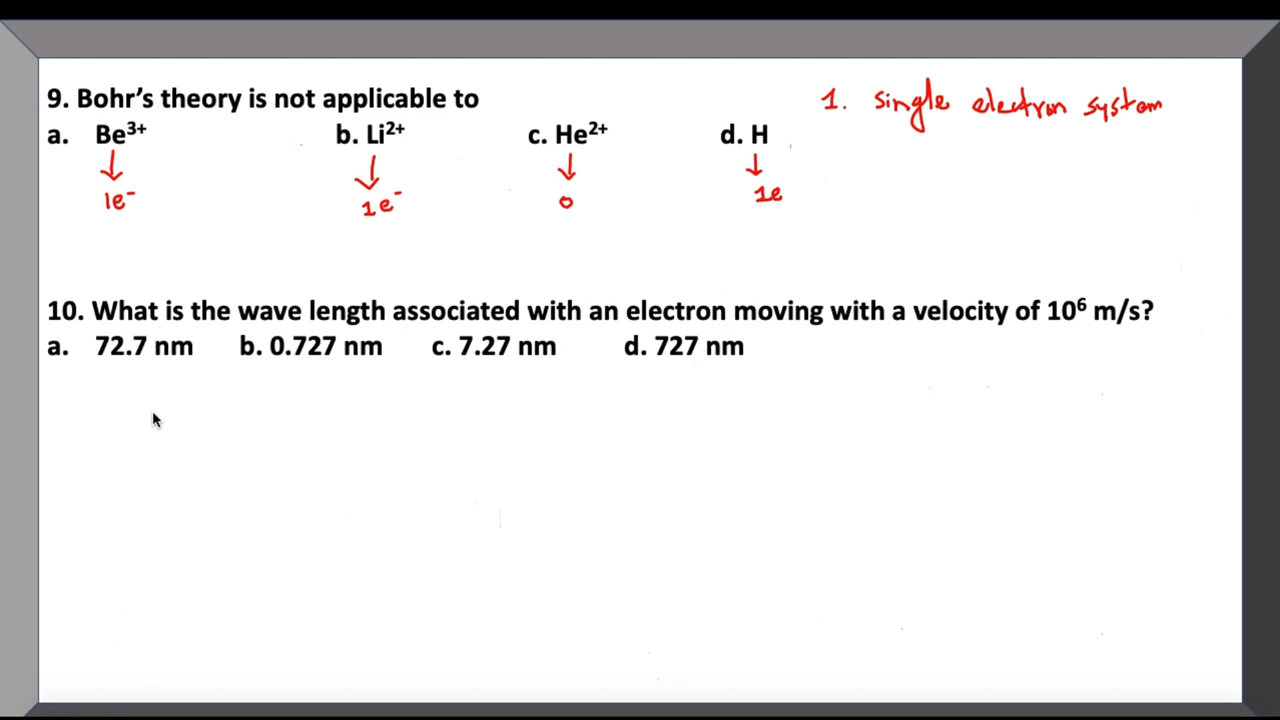 9. Bohr’s theory is not applicable to
1. single electron system
a. Be³⁺ b. Li²⁺ c. He²⁺ d. H
↓ ↓ ↓ ↓
1e⁻ 1e⁻ 0 1e
10. What is the wave length associated with an electron moving with a velocity of 10⁶ m/s?
a. 72.7 nm b. 0.727 nm c. 7.27 nm d. 727 nm